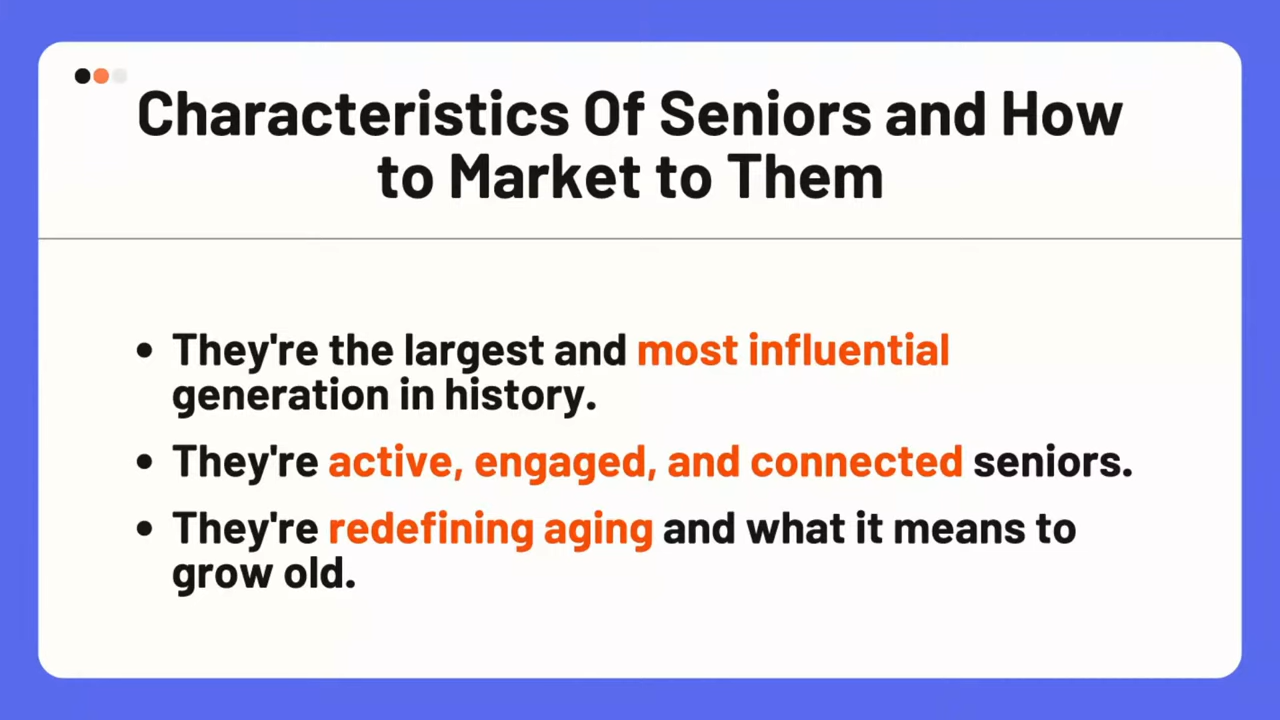 Characteristics Of Seniors and How
to Market to Them
• They're the largest and most influential
generation in history.
• They're active, engaged, and connected seniors.
• They're redefining aging and what it means to
grow old.